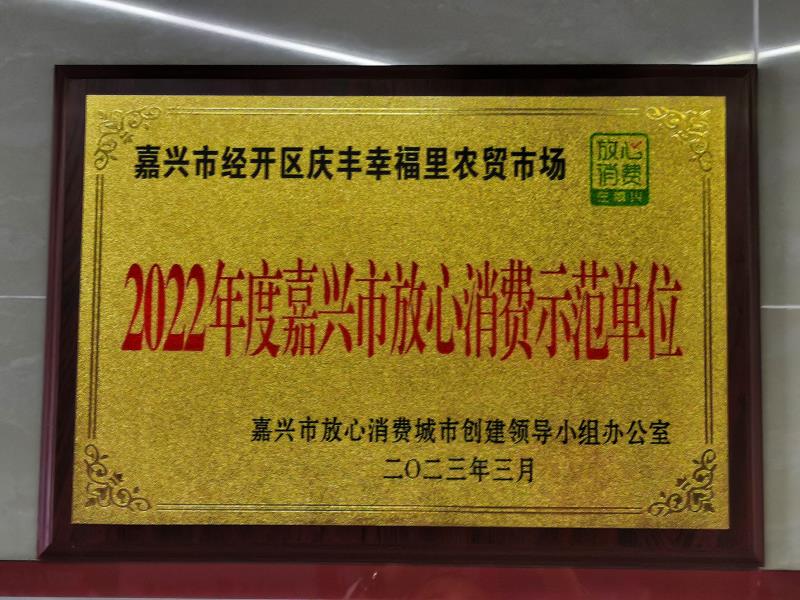 嘉兴市经开区庆丰幸福里农贸市场
放心
消费
在嘉兴
2022年度嘉兴市放心消费示范单位
嘉兴市放心消费城市创建领导小组办公室
二〇二三年三月